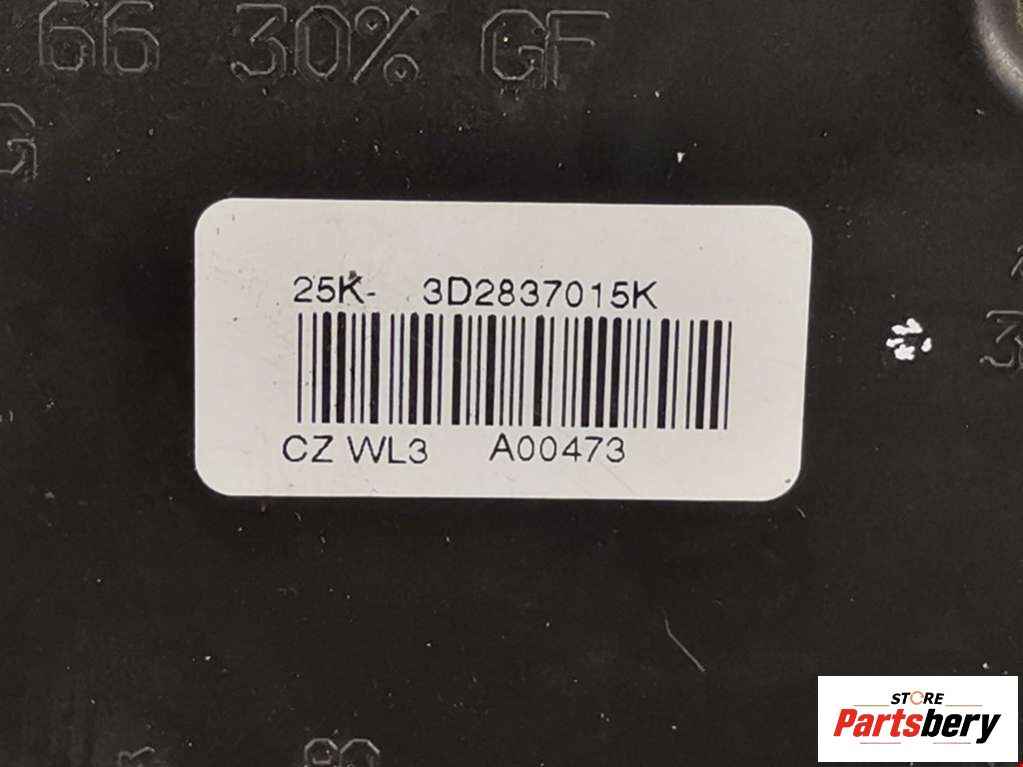 66 30% GF
G
25K- 3D2837015K
CZ WL3 A00473
STORE
Partsbery